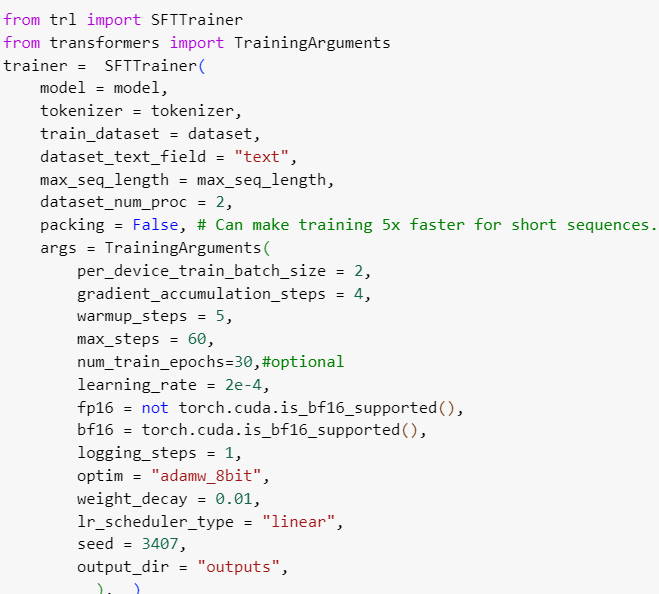 from trl import SFTTrainer
from transformers import TrainingArguments
trainer =  SFTTrainer(
    model = model,
    tokenizer = tokenizer,
    train_dataset = dataset,
    dataset_text_field = "text",
    max_seq_length = max_seq_length,
    dataset_num_proc = 2,
    packing = False, # Can make training 5x faster for short sequences.
    args = TrainingArguments(
        per_device_train_batch_size = 2,
        gradient_accumulation_steps = 4,
        warmup_steps = 5,
        max_steps = 60,
        num_train_epochs=30,#optional
        learning_rate = 2e-4,
        fp16 = not torch.cuda.is_bf16_supported(),
        bf16 = torch.cuda.is_bf16_supported(),
        logging_steps = 1,
        optim = "adamw_8bit",
        weight_decay = 0.01,
        lr_scheduler_type = "linear",
        seed = 3407,
        output_dir = "outputs",
          ),  )